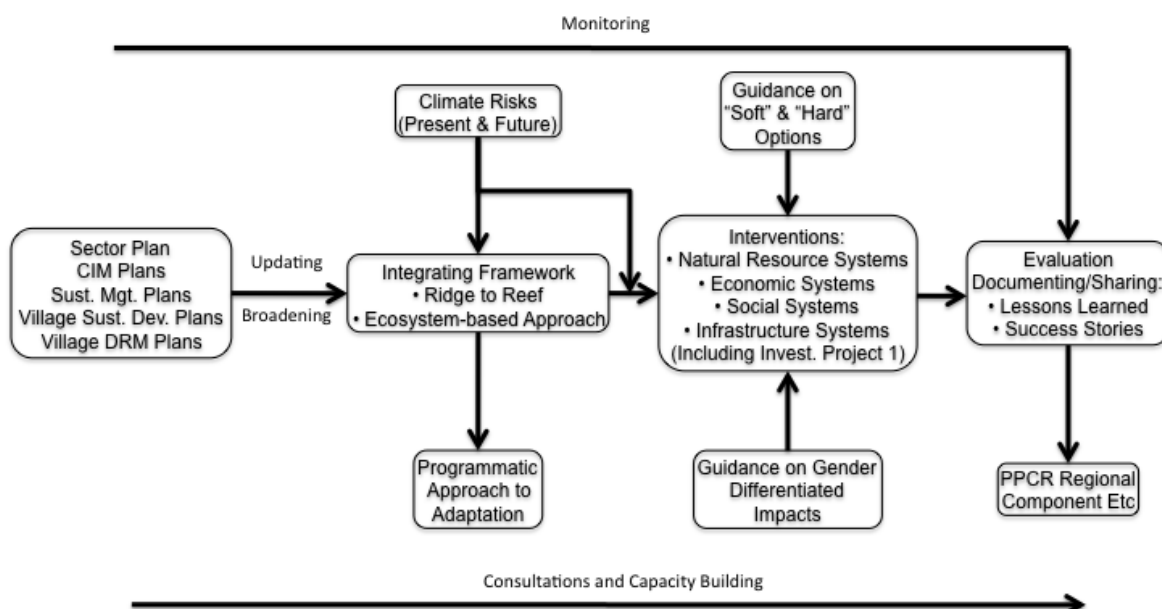 Monitoring
Climate Risks
(Present & Future)
Guidance on
“Soft” & “Hard”
Options
Sector Plan
CIM Plans
Sust. Mgt. Plans
Village Sust. Dev. Plans
Village DRM Plans
Updating
Broadening
Integrating Framework
• Ridge to Reef
• Ecosystem-based Approach
Interventions:
• Natural Resource Systems
• Economic Systems
• Social Systems
• Infrastructure Systems
(Including Invest. Project 1)
Evaluation
Documenting/Sharing:
• Lessons Learned
• Success Stories
Programmatic
Approach to
Adaptation
Guidance on Gender
Differentiated
Impacts
PPCR Regional
Component Etc
Consultations and Capacity Building